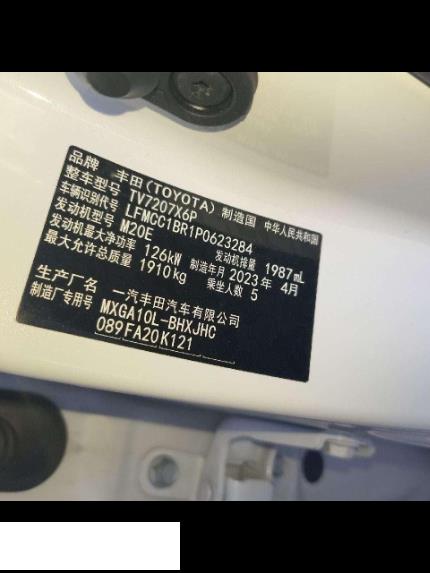 品牌 丰田(TOYOTA) 制造国 中华人民共和国
整车型号 TV7207X6P
车辆识别代号 LFMCC1BR1P0623284
发动机型号 M20E 发动机排量 1987mL
发动机最大净功率 126kW 制造年月 2023年 4月
最大允许总质量 1910kg 乘坐人数 5
生产厂名 一汽丰田汽车有限公司
制造厂专用号 MXGA10L-BHXJHC
089FA20K121